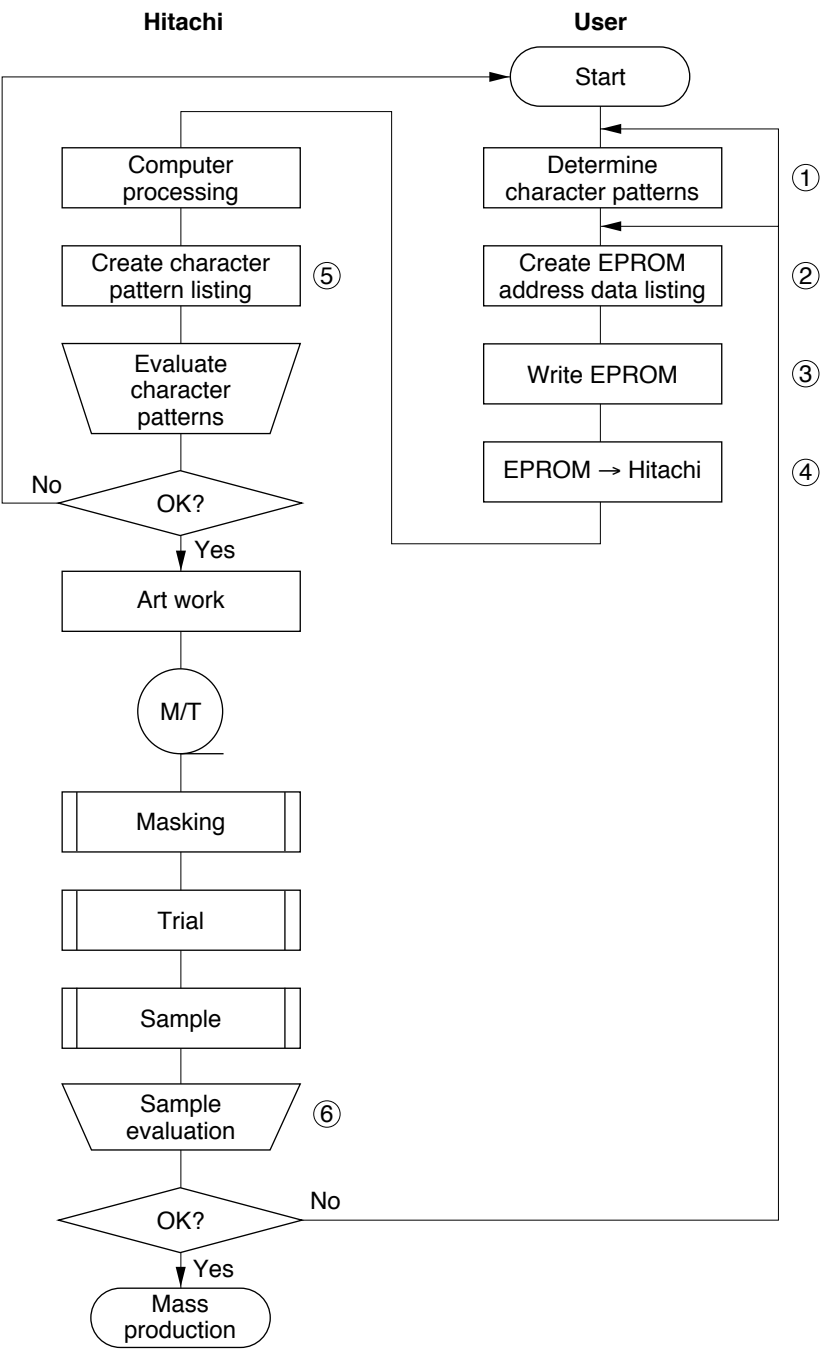 Hitachi
User
Start
Determine
character patterns
①
Create EPROM
address data listing
②
Write EPROM
③
EPROM → Hitachi
④
Computer
processing
Create character
pattern listing
⑤
Evaluate
character
patterns
OK?
No
Yes
Art work
M/T
Masking
Trial
Sample
Sample
evaluation
⑥
OK?
No
Yes
Mass
production